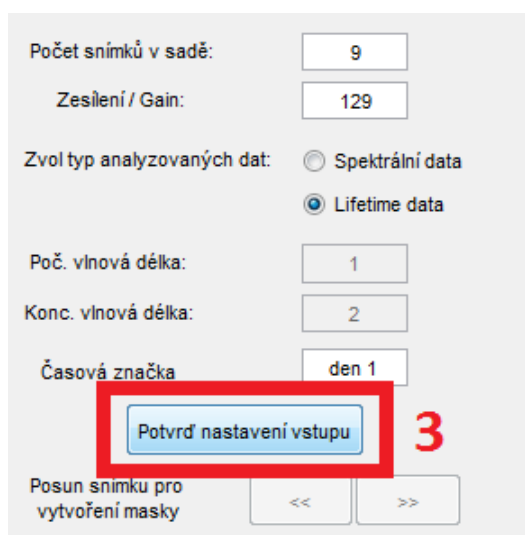 Počet snímků v sadě: 9
Zesílení / Gain: 129
Zvol typ analyzovaných dat: Spektrální data
Lifetime data
Poč. vlnová délka: 1
Konc. vlnová délka: 2
Časová značka den 1
Potvrď nastavení vstupu 3
Posun snímku pro
vytvoření masky << >>